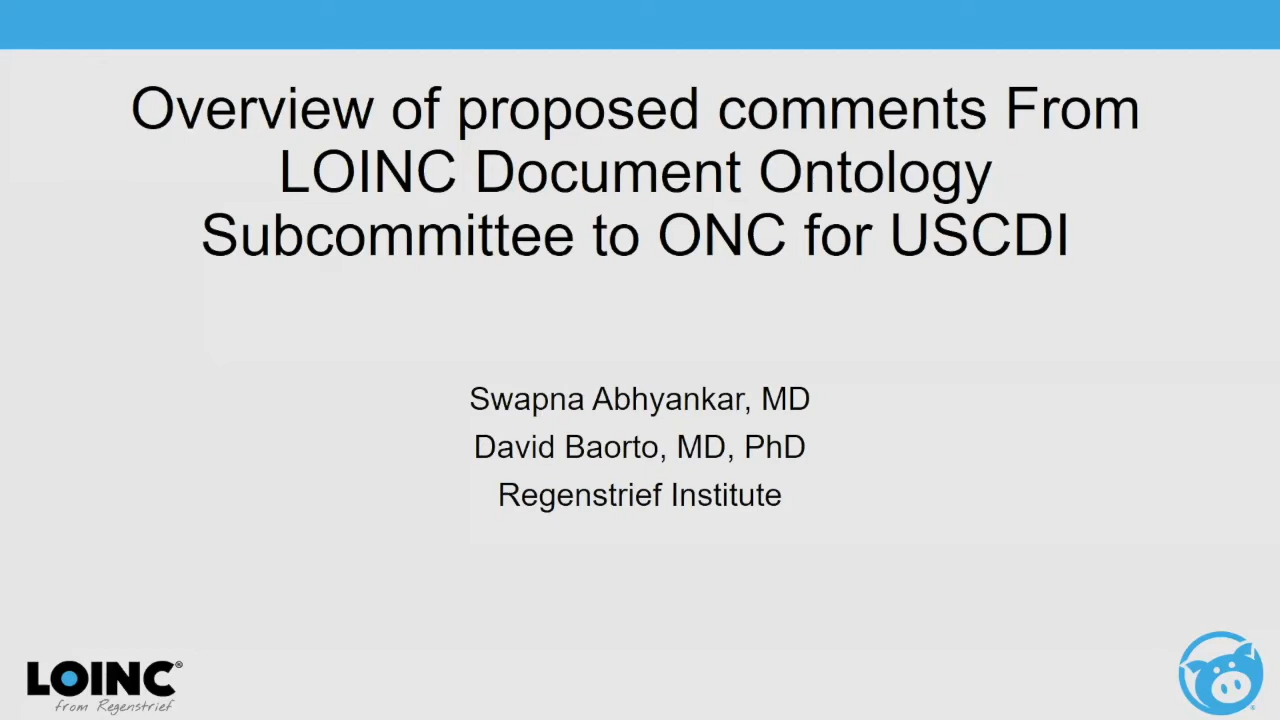 Overview of proposed comments From
LOINC Document Ontology
Subcommittee to ONC for USCDI
Swapna Abhyankar, MD
David Baorto, MD, PhD
Regenstrief Institute
LOINC®
from Regenstrief